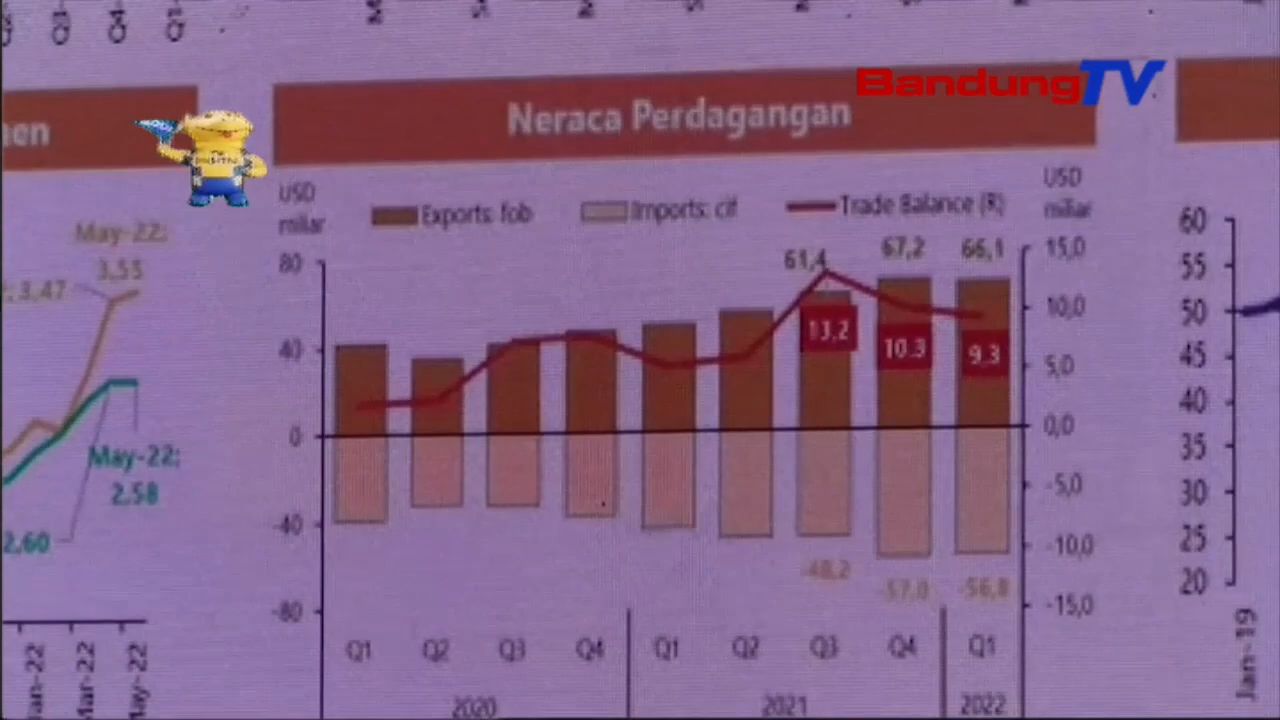 Q3
Q4
Q1
BandungTV
Neraca Perdagangan
USD
miliar
Exports: fob
Imports: cif
Trade Balance (R)
USD
miliar
80
40
0
-40
-80
61,4
67,2
66,1
13,2
10.3
9.3
-48,2
-57,0
-56,8
15,0
10,0
5,0
0,0
-5,0
-10,0
-15,0
Q1 Q2 Q3 Q4 Q1 Q2 Q3 Q4 Q1
2020 2021 2022
May-22;
3,55
3,47
May-22;
2,58
2,60
Mar-22
60
55
50
45
40
35
30
25
20
Jan-19